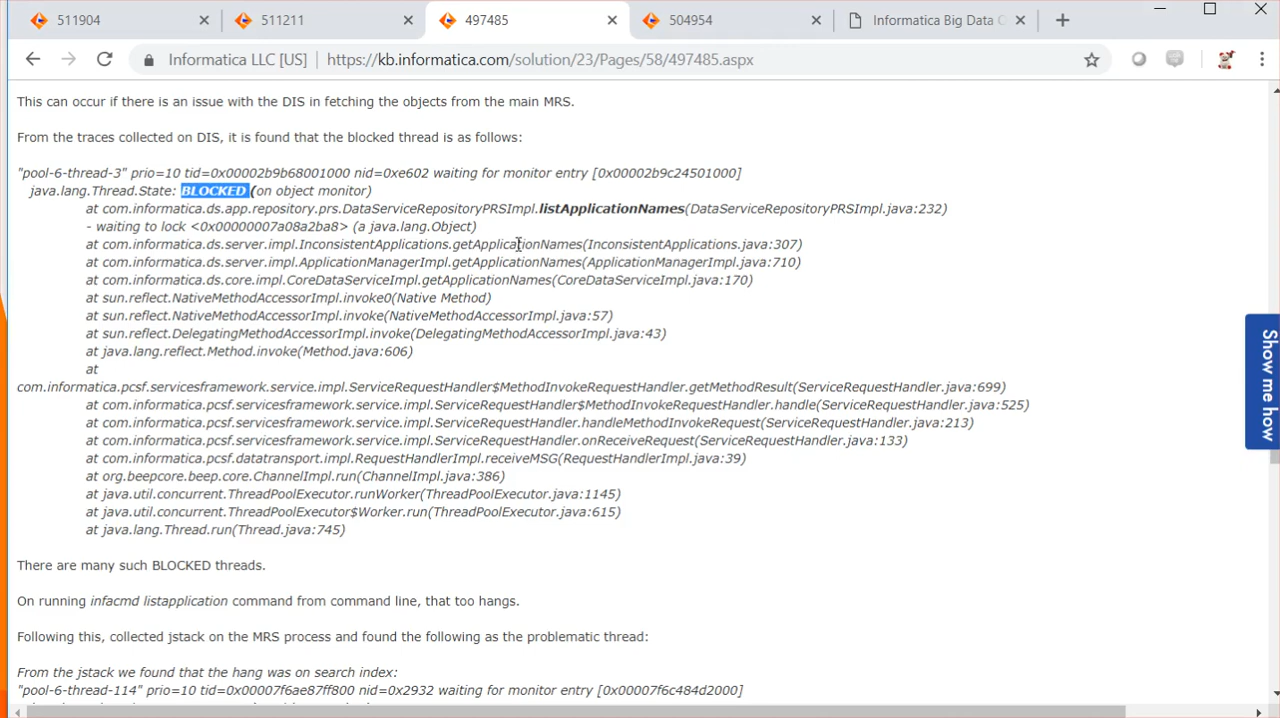 511904
511211
497485
504954
Informatica Big Data
Informatica LLC [US]
https://kb.informatica.com/solution/23/Pages/58/497485.aspx
This can occur if there is an issue with the DIS in fetching the objects from the main MRS.
From the traces collected on DIS, it is found that the blocked thread is as follows:
"pool-6-thread-3" prio=10 tid=0x00002b9b68001000 nid=0xe602 waiting for monitor entry [0x00002b9c24501000]
java.lang.Thread.State: BLOCKED (on object monitor)
at com.informatica.ds.app.repository.prs.DataServiceRepositoryPRSImpl.listApplicationNames(DataServiceRepositoryPRSImpl.java:232)
- waiting to lock <0x00000007a08a2ba8> (a java.lang.Object)
at com.informatica.ds.server.impl.InconsistentApplications.getApplicationNames(InconsistentApplications.java:307)
at com.informatica.ds.server.impl.ApplicationManagerImpl.getApplicationNames(ApplicationManagerImpl.java:710)
at com.informatica.ds.core.impl.CoreDataServiceImpl.getApplicationNames(CoreDataServiceImpl.java:170)
at sun.reflect.NativeMethodAccessorImpl.invoke0(Native Method)
at sun.reflect.NativeMethodAccessorImpl.invoke(NativeMethodAccessorImpl.java:57)
at sun.reflect.DelegatingMethodAccessorImpl.invoke(DelegatingMethodAccessorImpl.java:43)
at java.lang.reflect.Method.invoke(Method.java:606)
at
com.informatica.pcsf.servicesframework.service.impl.ServiceRequestHandler$MethodInvokeRequestHandler.getMethodResult(ServiceRequestHandler.java:699)
at com.informatica.pcsf.servicesframework.service.impl.ServiceRequestHandler$MethodInvokeRequestHandler.handle(ServiceRequestHandler.java:525)
at com.informatica.pcsf.servicesframework.service.impl.ServiceRequestHandler.handleMethodInvokeRequest(ServiceRequestHandler.java:213)
at com.informatica.pcsf.servicesframework.service.impl.ServiceRequestHandler.onReceiveRequest(ServiceRequestHandler.java:133)
at com.informatica.pcsf.datatransport.impl.RequestHandlerImpl.receiveMSG(RequestHandlerImpl.java:39)
at org.beepcore.beep.core.ChannelImpl.run(ChannelImpl.java:386)
at java.util.concurrent.ThreadPoolExecutor.runWorker(ThreadPoolExecutor.java:1145)
at java.util.concurrent.ThreadPoolExecutor$Worker.run(ThreadPoolExecutor.java:615)
at java.lang.Thread.run(Thread.java:745)
There are many such BLOCKED threads.
On running infacmd listapplication command from command line, that too hangs.
Following this, collected jstack on the MRS process and found the following as the problematic thread:
From the jstack we found that the hang was on search index:
"pool-6-thread-114" prio=10 tid=0x00007f6ae87ff800 nid=0x2932 waiting for monitor entry [0x00007f6c484d2000]
Show me how